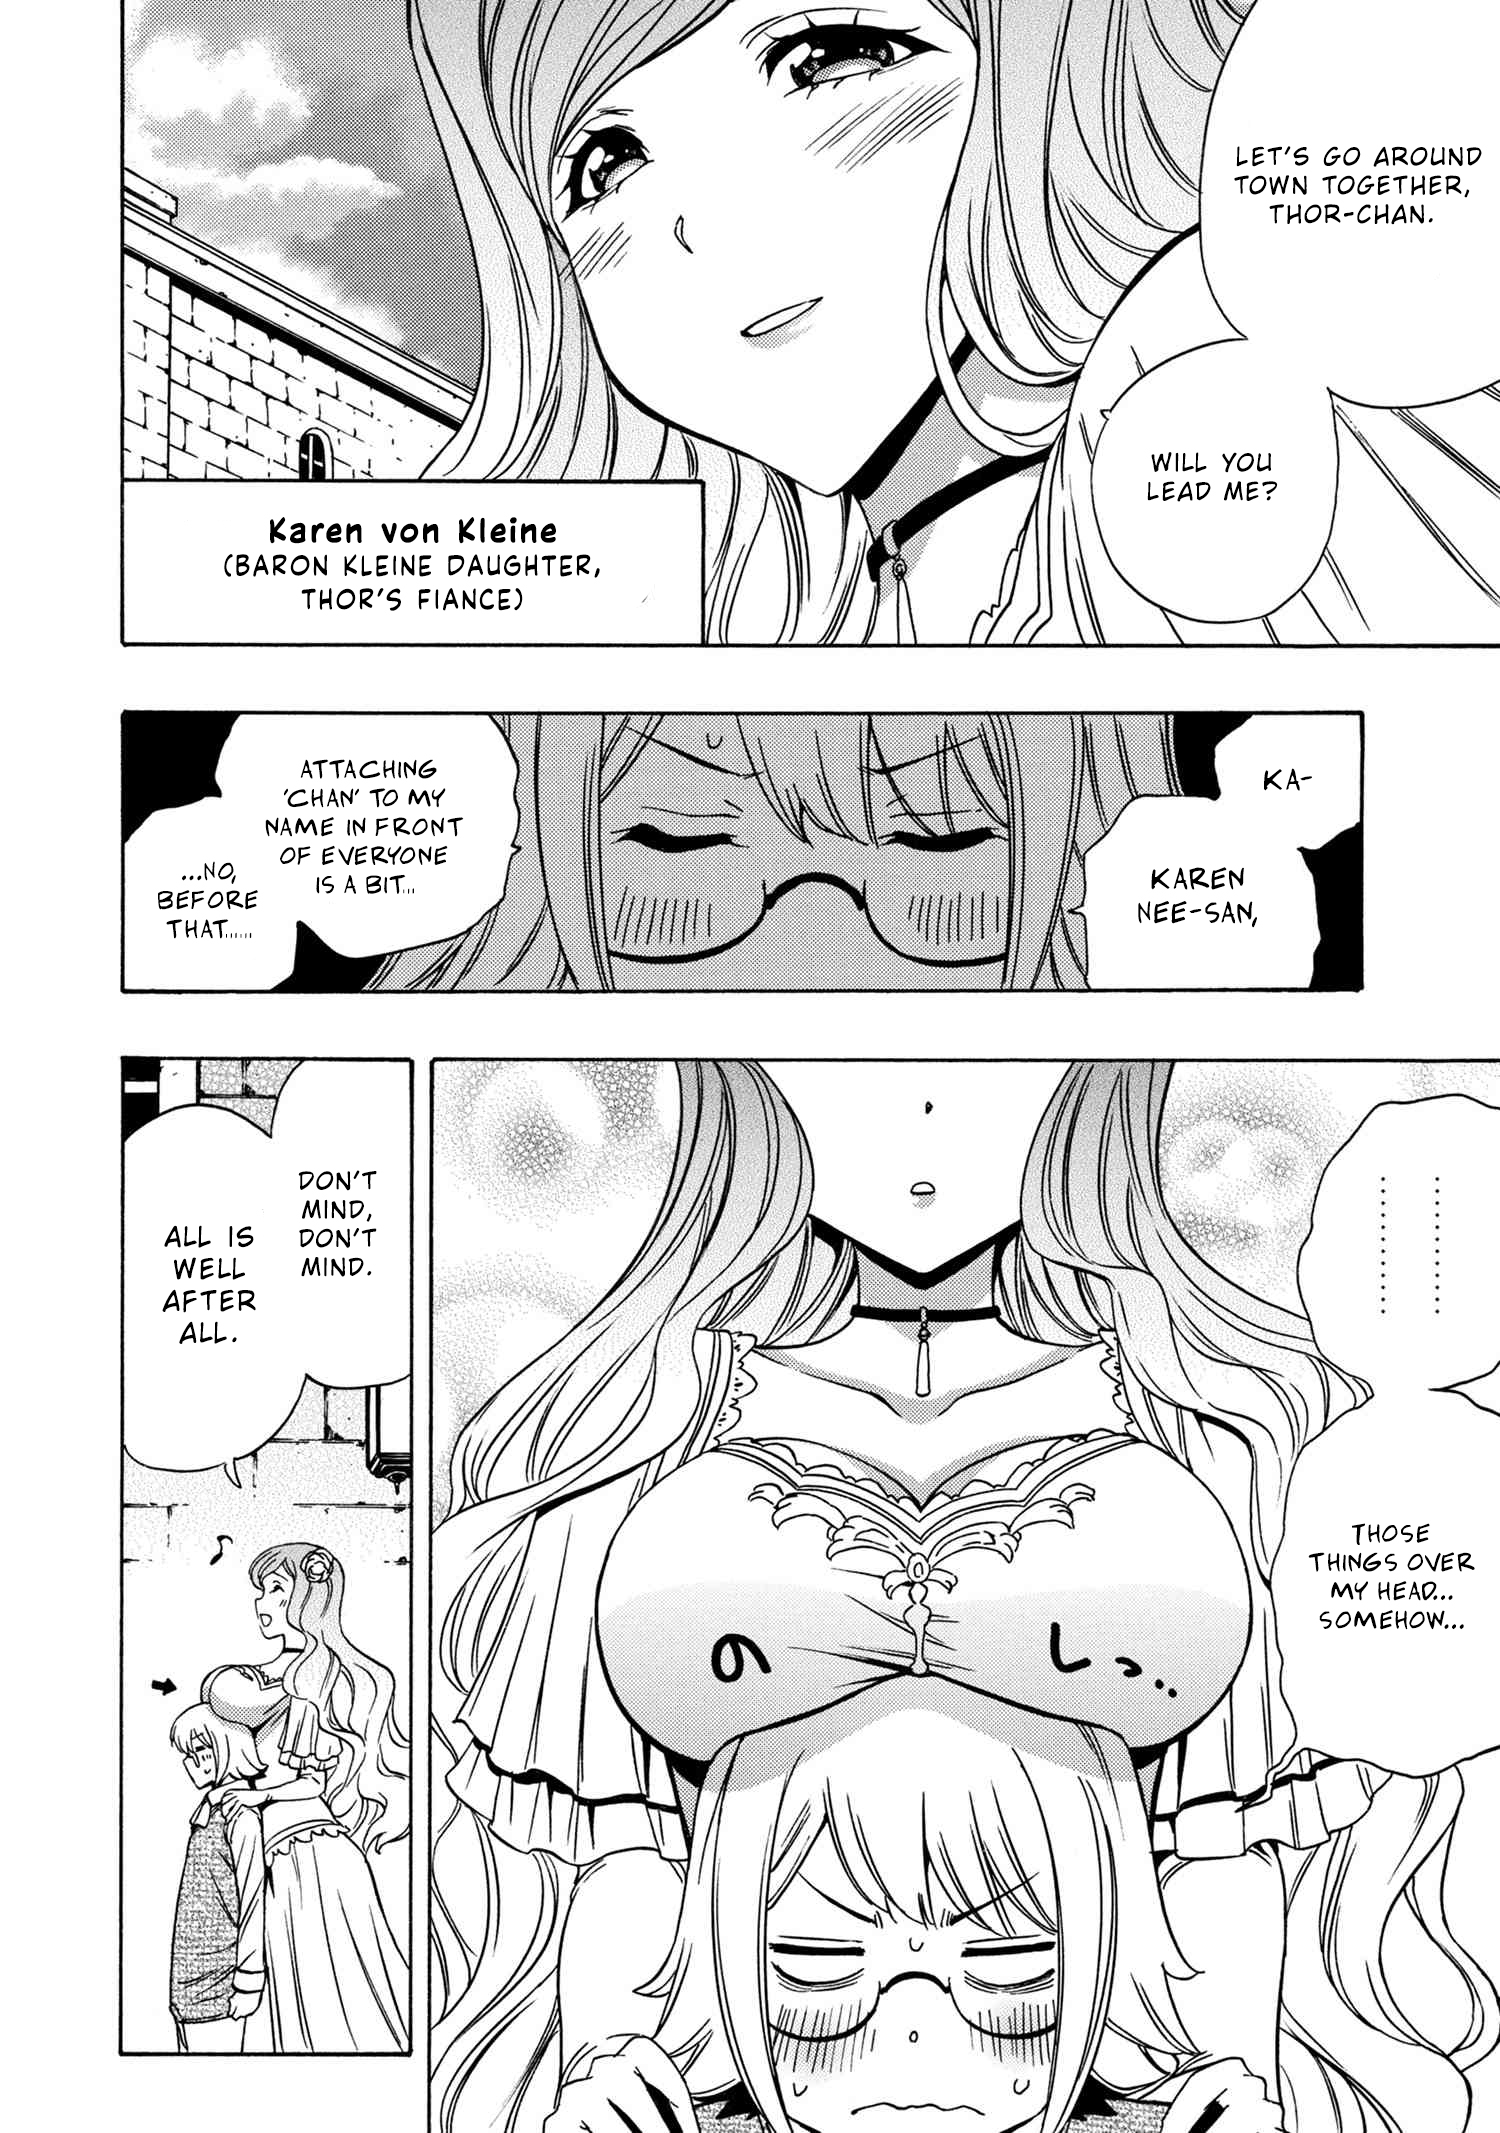 LET'S GO AROUND
TOWN TOGETHER,
THOR-CHAN.
WILL YOU
LEAD ME?
Karen von Kleine
(BARON KLEINE DAUGHTER,
THOR'S FIANCE)
KA-
KAREN
NEE-SAN,
ATTACHING
'CHAN' TO MY
NAME IN FRONT
OF EVERYONE
IS A BIT...
...NO,
BEFORE
THAT......
.........
.........
THOSE
THINGS OVER
MY HEAD...
SOMEHOW...
のしっ..
DON'T
MIND,
DON'T
MIND.
ALL IS
WELL
AFTER
ALL.